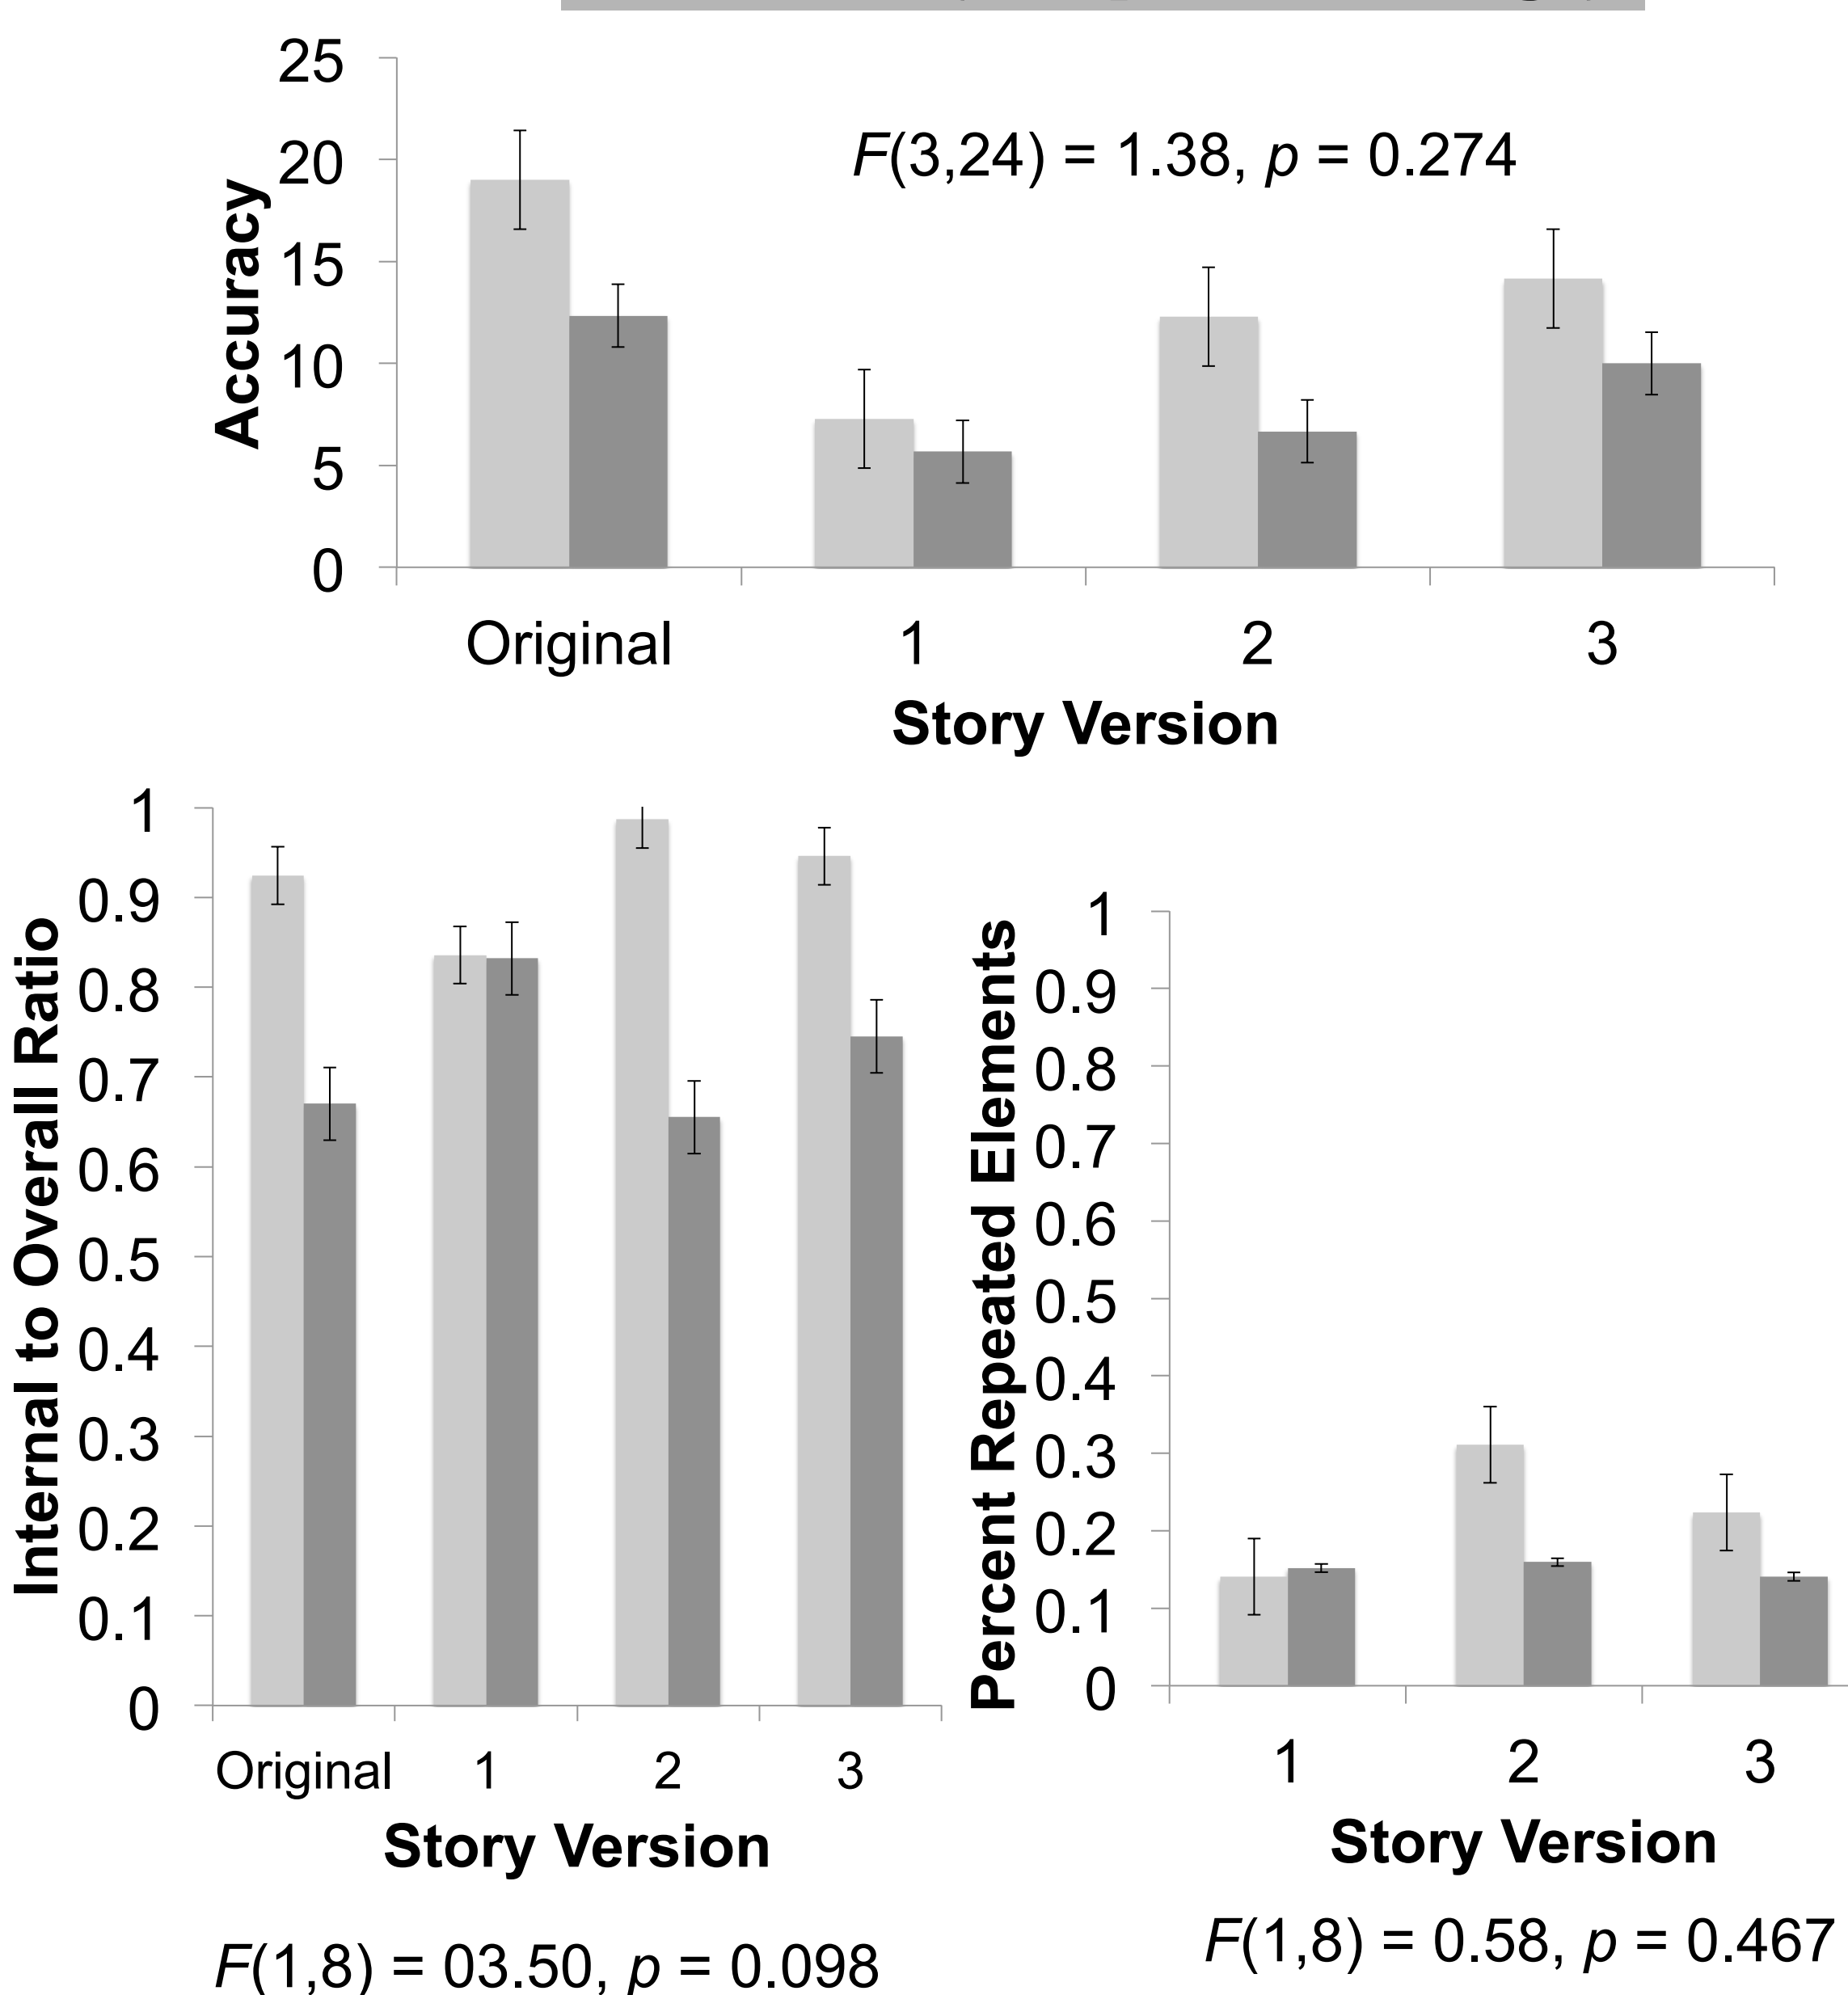 25
20
15
10
5
0
Accuracy
F(3,24) = 1.38, p = 0.274
Original 1 2 3
Story Version
1
0.9
0.8
0.7
0.6
0.5
0.4
0.3
0.2
0.1
0
Internal to Overall Ratio
Original 1 2 3
Story Version
F(1,8) = 03.50, p = 0.098
1
0.9
0.8
0.7
0.6
0.5
0.4
0.3
0.2
0.1
0
Percent Repeated Elements
1 2 3
Story Version
F(1,8) = 0.58, p = 0.467